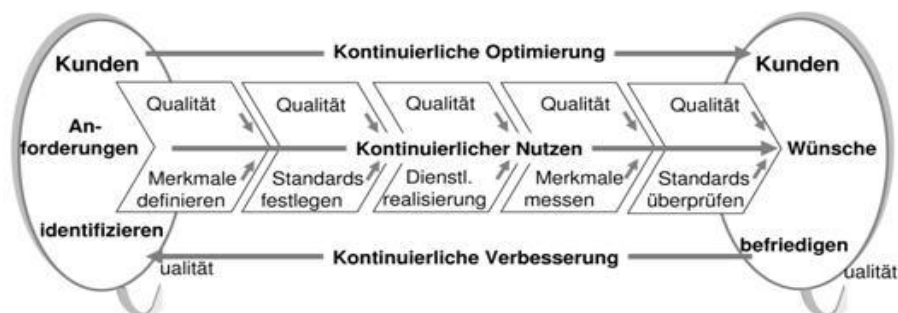 Kontinuierliche Optimierung
Kunden
Kunden
Qualität
Qualität
Qualität
Qualität
Qualität
An-
forderungen
Kontinuierlicher Nutzen
Wünsche
Merkmale
definieren
Standards
festlegen
Dienstl.
realisierung
Merkmale
messen
Standards
überprüfen
identifizieren
befriedigen
Kontinuierliche Verbesserung
ualität
ualität